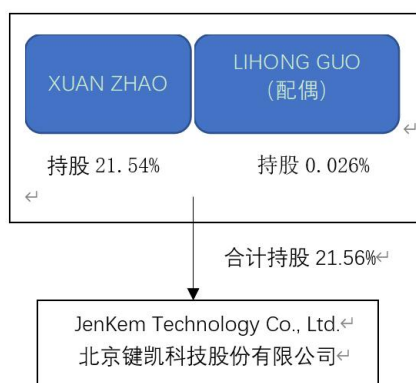 XUAN ZHAO
LIHONG GUO
(配偶)
持股 21.54%
持股 0.026%
合计持股 21.56%
JenKem Technology Co., Ltd.
北京键凯科技股份有限公司